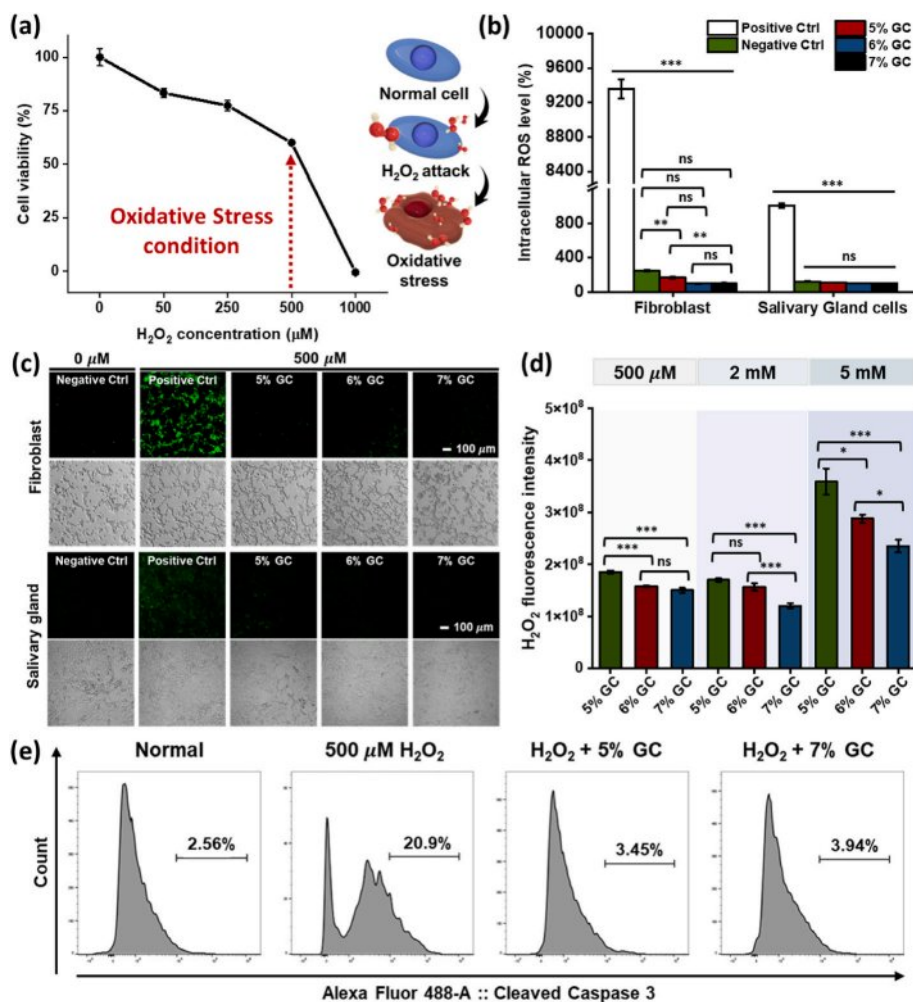 (a)
Cell viability (%)
100
75
50
25
0
0
50
250
500
1000
H₂O₂ concentration (μM)
Oxidative Stress
condition
Normal cell
H₂O₂ attack
Oxidative
stress
(b)
Positive Ctrl
Negative Ctrl
5% GC
6% GC
7% GC
Intracellular ROS level (%)
10000
9600
9200
8800
8400
800
400
0
***
ns
ns
ns
**
**
ns
***
ns
Fibroblast
Salivary Gland cells
(c)
0 μM
500 μM
Negative Ctrl
Positive Ctrl
5% GC
6% GC
7% GC
100 μm
Fibroblast
Negative Ctrl
Positive Ctrl
5% GC
6% GC
7% GC
100 μm
Salivary gland
(d)
500 μM
2 mM
5 mM
H₂O₂ fluorescence intensity
5×10⁸
4×10⁸
3×10⁸
2×10⁸
1×10⁸
0
***
***
ns
***
ns
***
***
*
*
5% GC
6% GC
7% GC
5% GC
6% GC
7% GC
5% GC
6% GC
7% GC
(e)
Normal
500 μM H₂O₂
H₂O₂ + 5% GC
H₂O₂ + 7% GC
Count
2.56%
20.9%
3.45%
3.94%
Alexa Fluor 488-A :: Cleaved Caspase 3